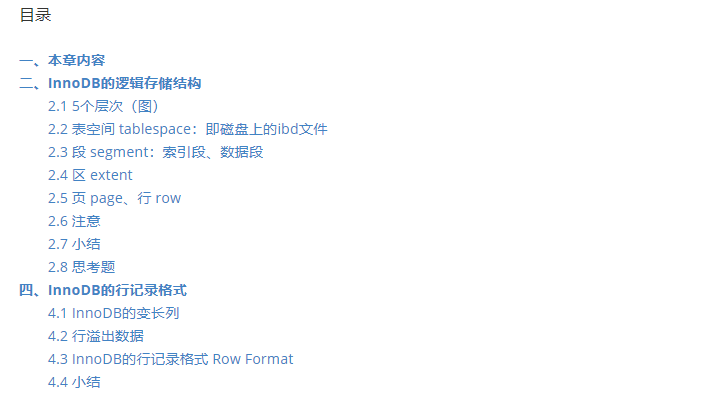 目录
一、本章内容
二、InnoDB的逻辑存储结构
2.1 5个层次（图）
2.2 表空间 tablespace：即磁盘上的ibd文件
2.3 段 segment：索引段、数据段
2.4 区 extent
2.5 页 page、行 row
2.6 注意
2.7 小结
2.8 思考题
四、InnoDB的行记录格式
4.1 InnoDB的变长列
4.2 行溢出数据
4.3 InnoDB的行记录格式 Row Format
4.4 小结